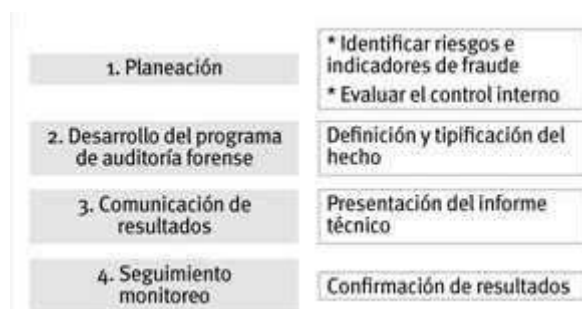 1. Planeación
* Identificar riesgos e
indicadores de fraude
* Evaluar el control interno
2. Desarrollo del programa
de auditoría forense
Definición y tipificación del
hecho
3. Comunicación de
resultados
Presentación del informe
técnico
4. Seguimiento
monitoreo
Confirmación de resultados